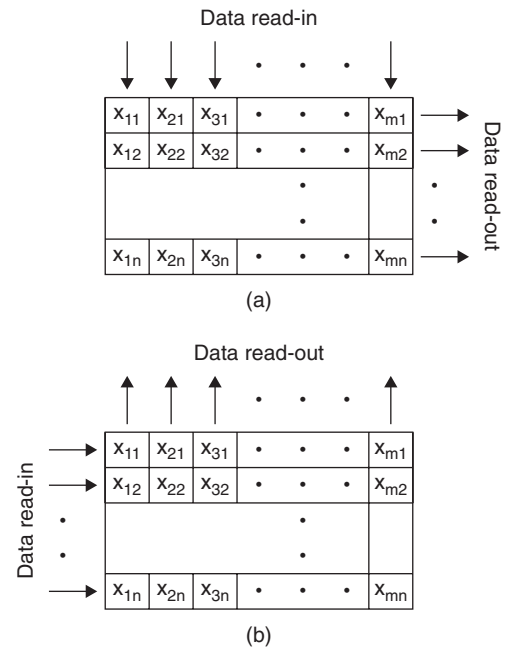 Data read-in
x11 x21 x31 · · · xm1
x12 x22 x32 · · · xm2
x1n x2n x3n · · · xmn
Data read-out
(a)
Data read-out
x11 x21 x31 · · · xm1
x12 x22 x32 · · · xm2
x1n x2n x3n · · · xmn
Data read-in
(b)